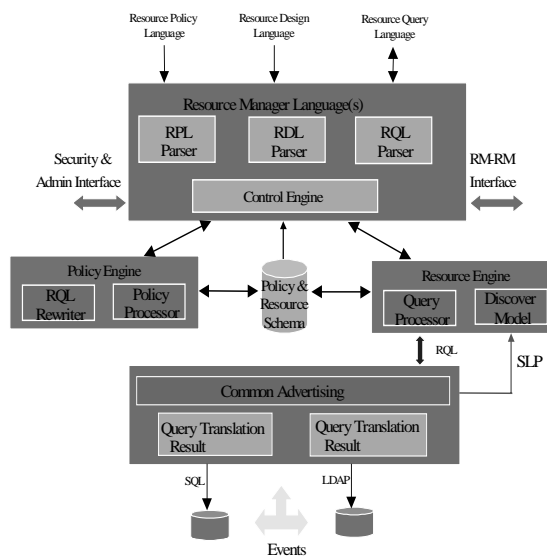 Resource Policy
Language
Resource Design
Language
Resource Query
Language
Resource Manager Language(s)
RPL
Parser
RDL
Parser
RQL
Parser
Security &
Admin Interface
RM-RM
Interface
Control Engine
Policy Engine
RQL
Rewriter
Policy
Processor
Policy &
Resource
Schema
Resource Engine
Query
Processor
Discover
Model
RQL
SLP
Common Advertising
Query Translation
Result
Query Translation
Result
SQL
LDAP
Events